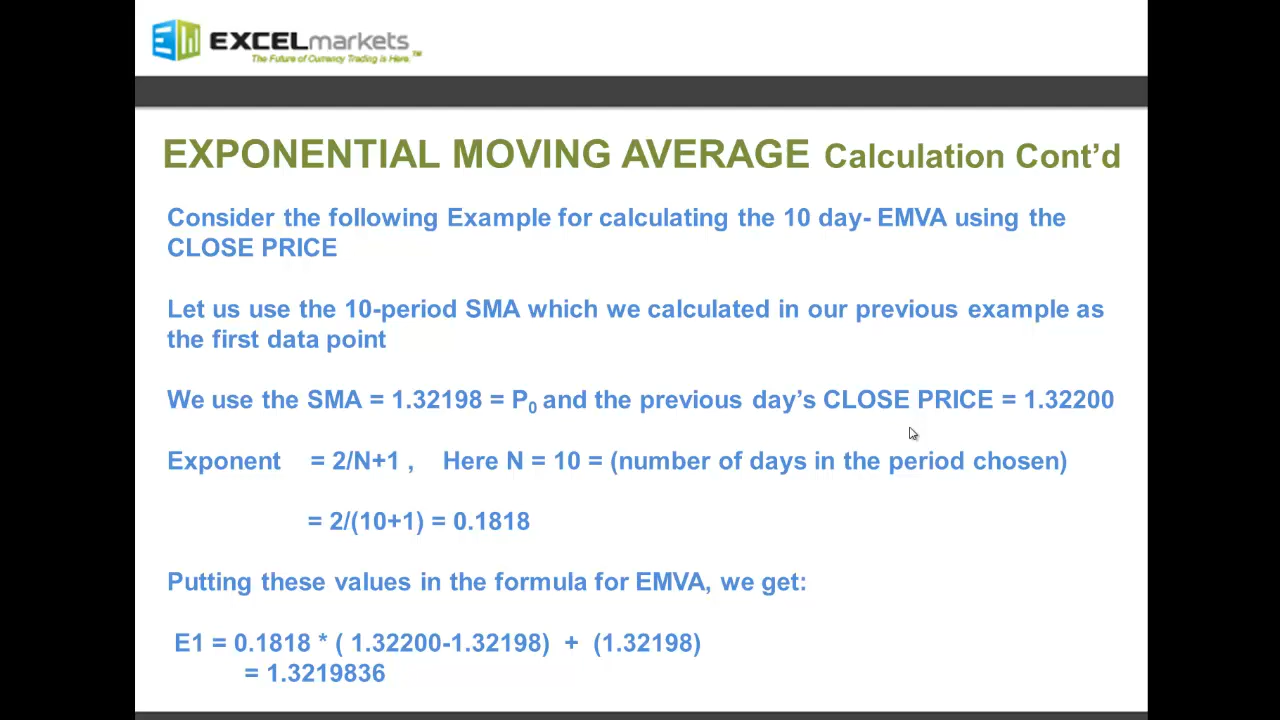 EXCELmarkets
The Future of Currency Trading is Here.™
EXPONENTIAL MOVING AVERAGE Calculation Cont’d
Consider the following Example for calculating the 10 day- EMVA using the
CLOSE PRICE
Let us use the 10-period SMA which we calculated in our previous example as
the first data point
We use the SMA = 1.32198 = P0 and the previous day’s CLOSE PRICE = 1.32200
Exponent = 2/N+1 , Here N = 10 = (number of days in the period chosen)
= 2/(10+1) = 0.1818
Putting these values in the formula for EMVA, we get:
E1 = 0.1818 * ( 1.32200-1.32198) + (1.32198)
= 1.3219836